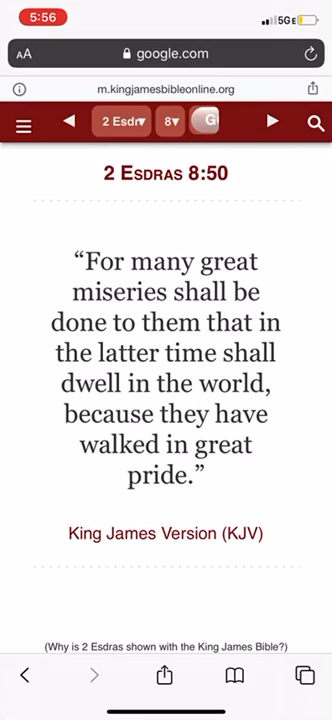 5:56
5GE
AA
google.com
m.kingjamesbibleonline.org
2 Esdr▾
8▾
G
2 ESDRAS 8:50
“For many great
miseries shall be
done to them that in
the latter time shall
dwell in the world,
because they have
walked in great
pride.”
King James Version (KJV)
(Why is 2 Esdras shown with the King James Bible?)